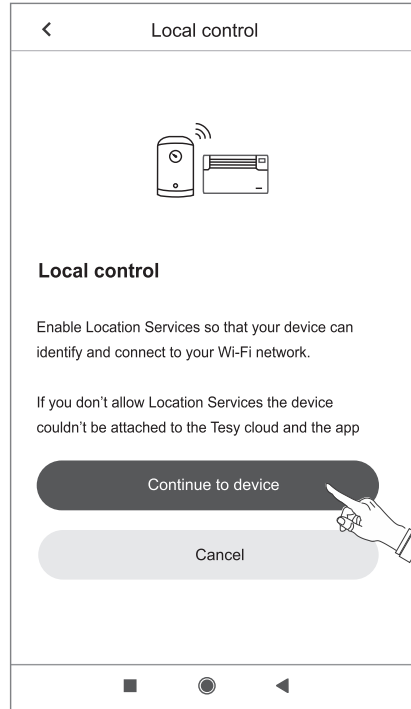 Local control
Local control
Enable Location Services so that your device can
identify and connect to your Wi-Fi network.
If you don’t allow Location Services the device
couldn’t be attached to the Tesy cloud and the app
Continue to device
Cancel